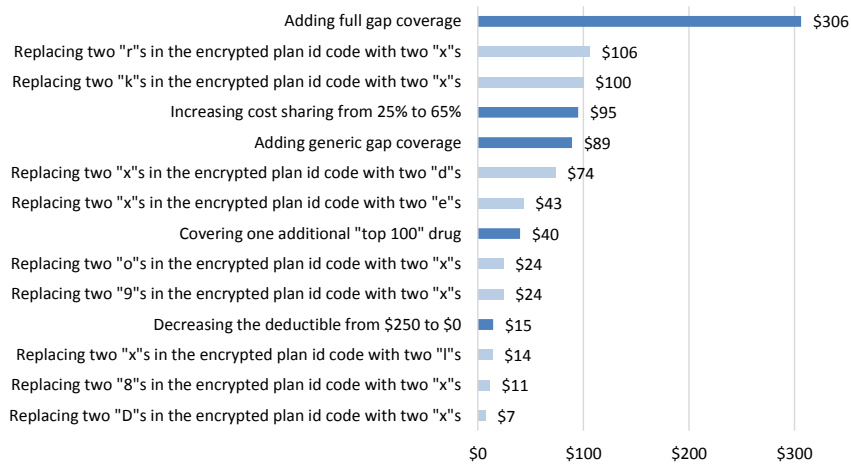 Adding full gap coverage $306
Replacing two "r"s in the encrypted plan id code with two "x"s $106
Replacing two "k"s in the encrypted plan id code with two "x"s $100
Increasing cost sharing from 25% to 65% $95
Adding generic gap coverage $89
Replacing two "x"s in the encrypted plan id code with two "d"s $74
Replacing two "x"s in the encrypted plan id code with two "e"s $43
Covering one additional "top 100" drug $40
Replacing two "o"s in the encrypted plan id code with two "x"s $24
Replacing two "9"s in the encrypted plan id code with two "x"s $24
Decreasing the deductible from $250 to $0 $15
Replacing two "x"s in the encrypted plan id code with two "l"s $14
Replacing two "8"s in the encrypted plan id code with two "x"s $11
Replacing two "D"s in the encrypted plan id code with two "x"s $7
$0 $100 $200 $300